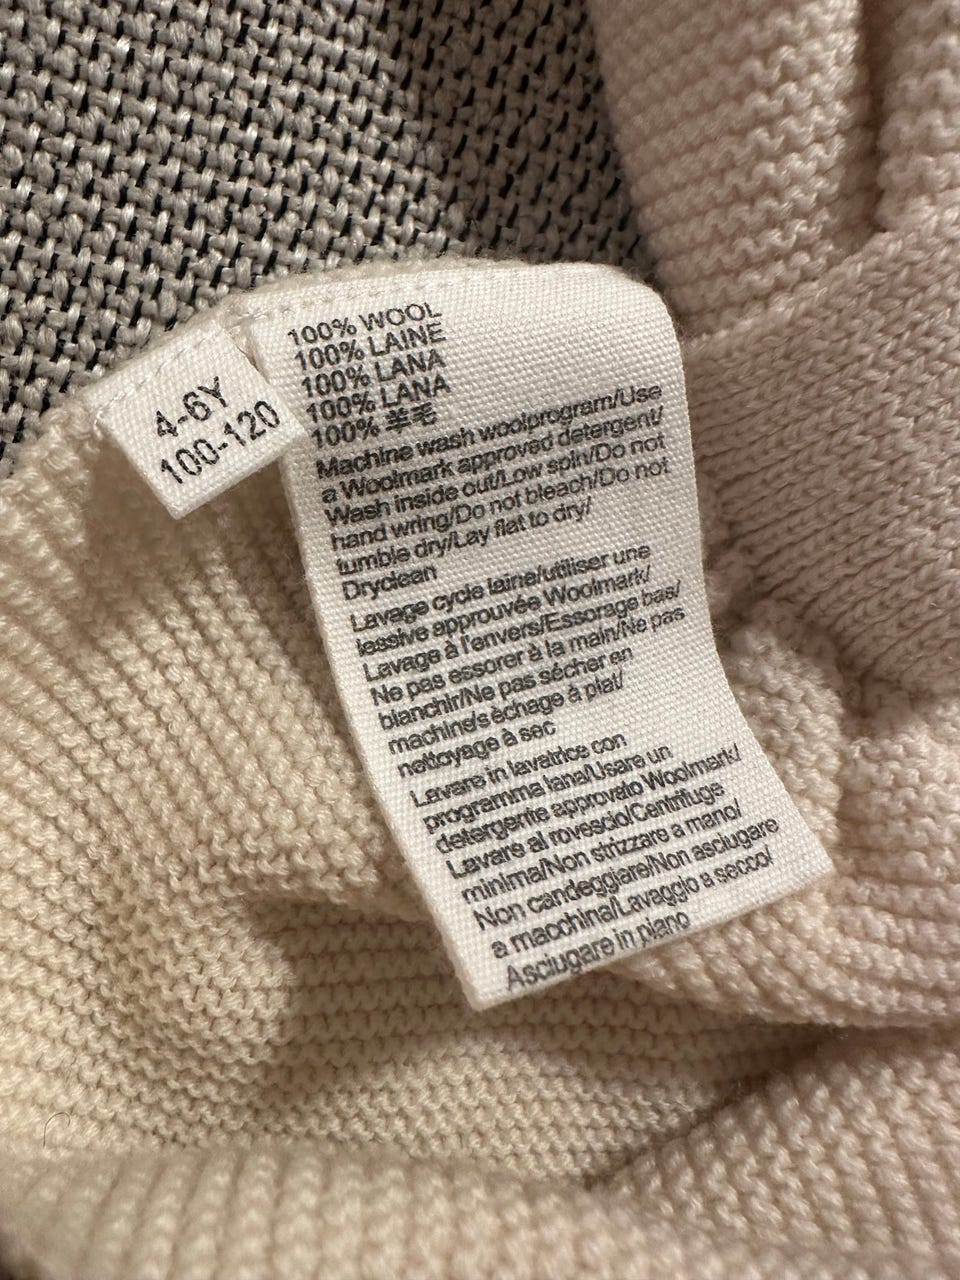 4-6Y
100-120
100% WOOL
100% LAINE
100% LANA
100% LANA
100% 羊毛
Machine wash woolprogram/Use
a Woolmark approved detergent/
Wash inside out/Low spin/Do not
hand wring/Do not bleach/Do not
tumble dry/Lay flat to dry/
Dryclean
Lavage cycle laine/utiliser une
lessive approuvée Woolmark/
Lavage à l'envers/Essorage bas/
Ne pas essorer à la main/Ne pas
blanchir/Ne pas sécher en
machine/s èchage à plat/
nettoyage à sec
Lavare in lavatrice con
programma lana/Usare un
detergente approvatio Woolmark/
Lavare al rovescio/Centrifuge
minima/Non strizzare a mano/
Non candeggiare/Non asciugare
a macchina/Lavaggio a secco/
Asciugare in piano